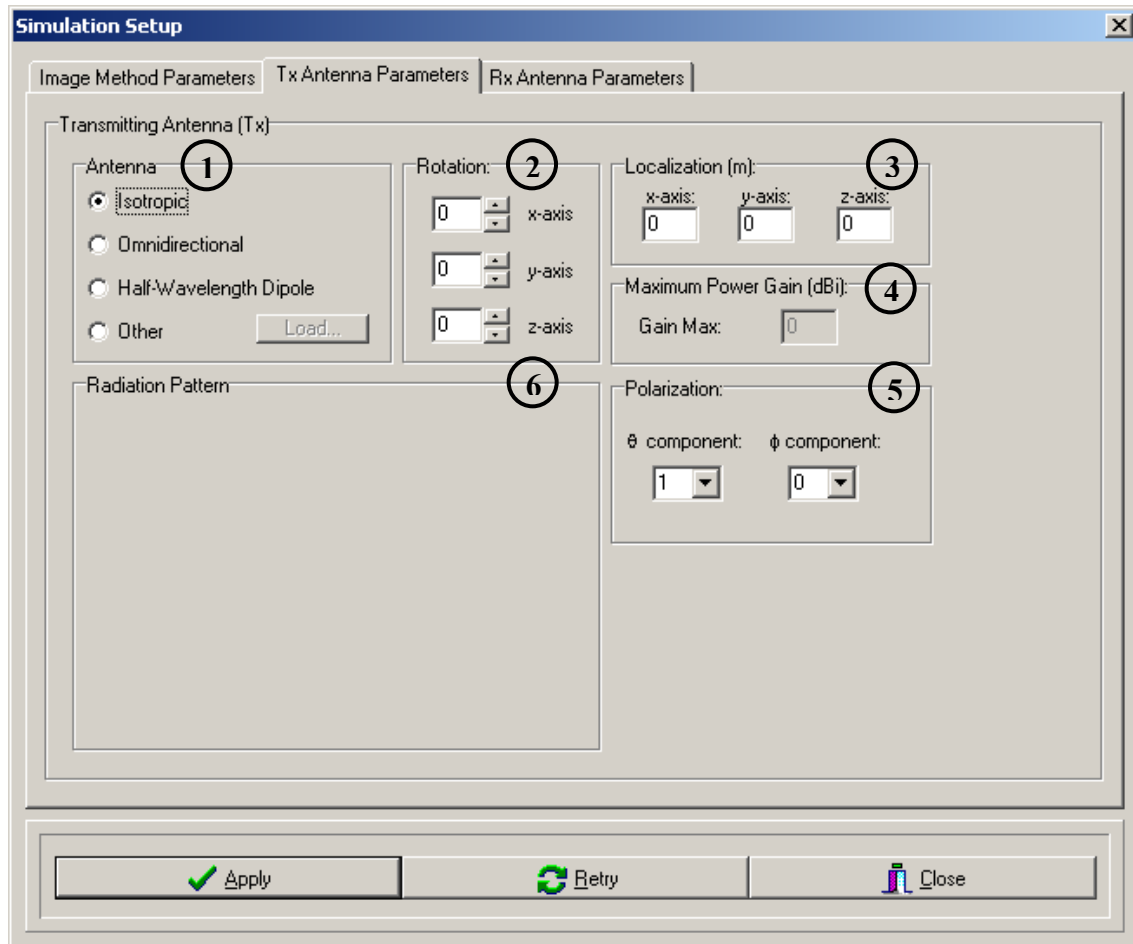 Simulation Setup
Image Method Parameters Tx Antenna Parameters Rx Antenna Parameters
Transmitting Antenna (Tx)
Antenna 1
Isotropic
Omnidirectional
Half-Wavelength Dipole
Other Load...
Rotation: 2
0 x-axis
0 y-axis
0 z-axis
Localization (m): 3
x-axis: y-axis: z-axis:
0 0 0
Maximum Power Gain (dBi): 4
Gain Max: 0
Radiation Pattern 6
Polarization: 5
θ component: ϕ component:
1 0
Apply Retry Close